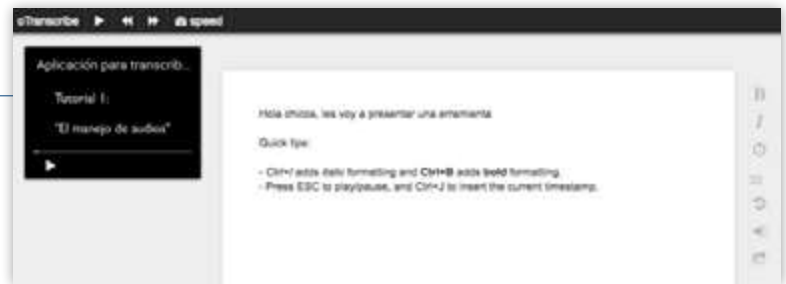 oTranscribe speed
Aplicación para transcrib...
Tutorial 1:
"El manejo de audios"
Hola chicos, les voy a presentar una
Quick tips:
- Ctrl+I adds italic formatting and Ctrl+B adds bold formatting.
- Press ESC to play/pause, and Ctrl+J to insert the current timestamp.
B
I